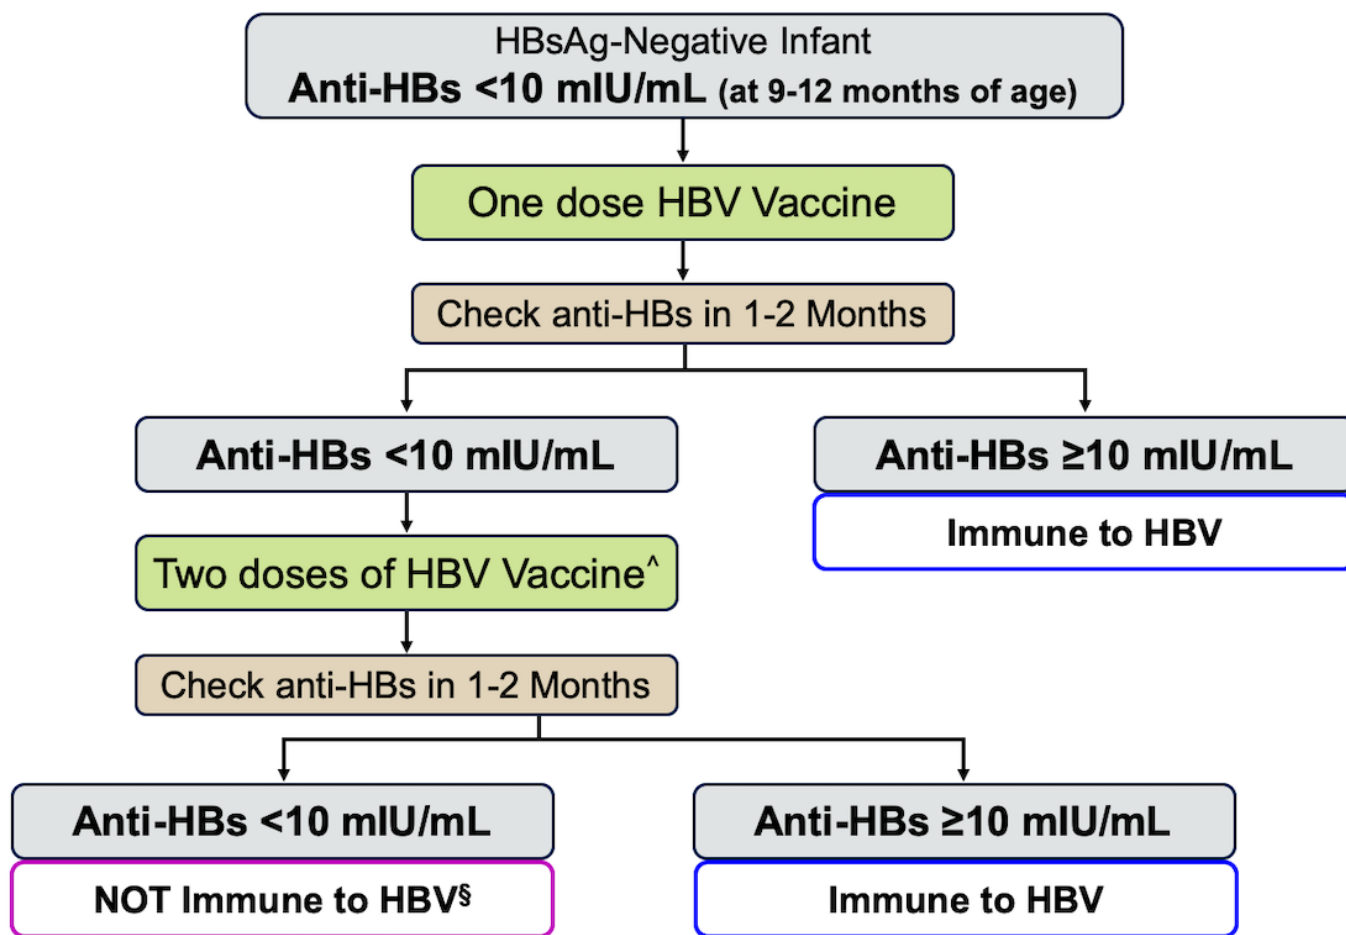 HBsAg-Negative Infant
Anti-HBs <10 mIU/mL (at 9-12 months of age)
One dose HBV Vaccine
Check anti-HBs in 1-2 Months
Anti-HBs <10 mIU/mL
Anti-HBs ≥10 mIU/mL
Immune to HBV
Two doses of HBV Vaccine^
Check anti-HBs in 1-2 Months
Anti-HBs <10 mIU/mL
Anti-HBs ≥10 mIU/mL
NOT Immune to HBV§
Immune to HBV